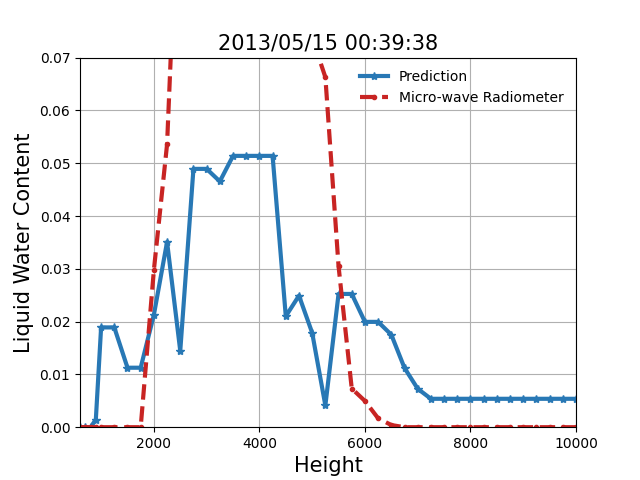 2013/05/15 00:39:38
Prediction
Micro-wave Radiometer
Liquid Water Content
0.07
0.06
0.05
0.04
0.03
0.02
0.01
0.00
2000 4000 6000 8000 10000
Height